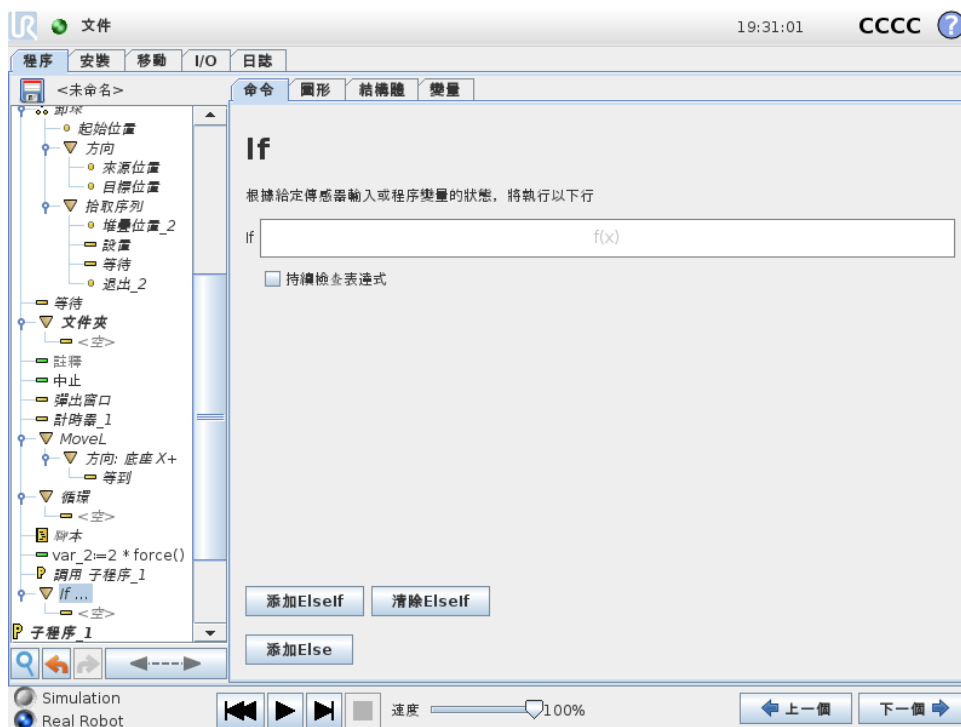 UR 文件 19:31:01 CCCC ?
程序 安裝 移動 I/O 日誌
<未命名>
命令 圖形 結構體 變量
卸垛
起始位置
方向
來源位置
目標位置
拾取序列
堆疊位置_2
設置
等待
退出_2
等待
文件夾
<空>
註釋
中止
彈出窗口
計時器_1
MoveL
方向: 底座 X+
等到
循環
<空>
腳本
var_2:=2 * force()
調用 子程序_1
If ...
<空>
子程序_1
If
根據給定傳感器輸入或程序變量的狀態，將執行以下行
If f(x)
持續檢查表達式
添加ElseIf 清除ElseIf
添加Else
Simulation
Real Robot
速度 100%
上一個 下一個